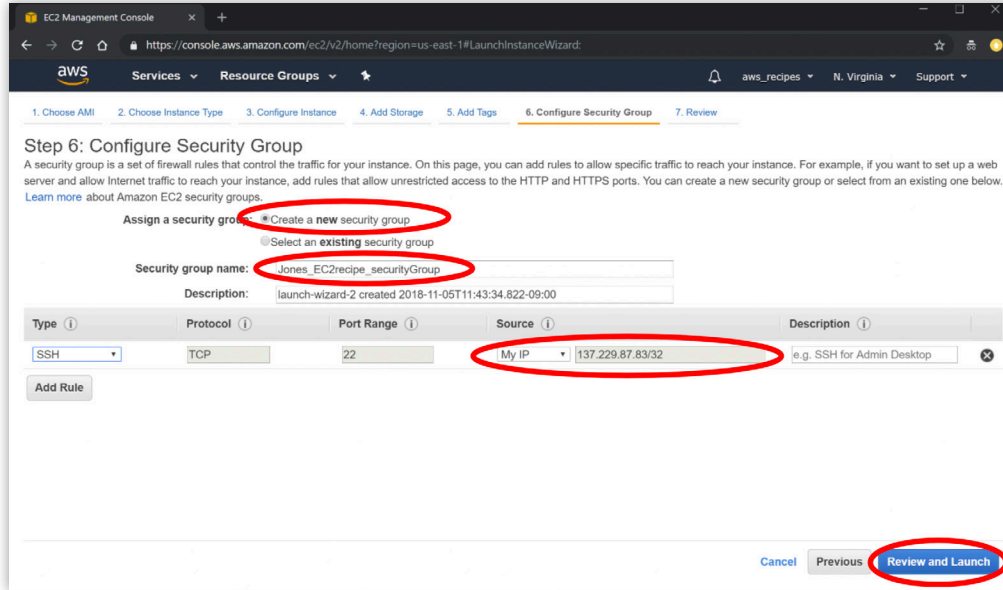 EC2 Management Console
https://console.aws.amazon.com/ec2/v2/home?region=us-east-1#LaunchInstanceWizard:
aws Services Resource Groups aws_recipes N. Virginia Support
1. Choose AMI 2. Choose Instance Type 3. Configure Instance 4. Add Storage 5. Add Tags 6. Configure Security Group 7. Review
Step 6: Configure Security Group
A security group is a set of firewall rules that control the traffic for your instance. On this page, you can add rules to allow specific traffic to reach your instance. For example, if you want to set up a web
server and allow Internet traffic to reach your instance, add rules that allow unrestricted access to the HTTP and HTTPS ports. You can create a new security group or select from an existing one below.
Learn more about Amazon EC2 security groups.
Assign a security group: Create a new security group
Select an existing security group
Security group name: Jones_EC2recipe_securityGroup
Description: launch-wizard-2 created 2018-11-05T11:43:34.822-09:00
Type i Protocol i Port Range i Source i Description i
SSH TCP 22 My IP 137.229.87.83/32 e.g. SSH for Admin Desktop
Add Rule
Cancel Previous Review and Launch